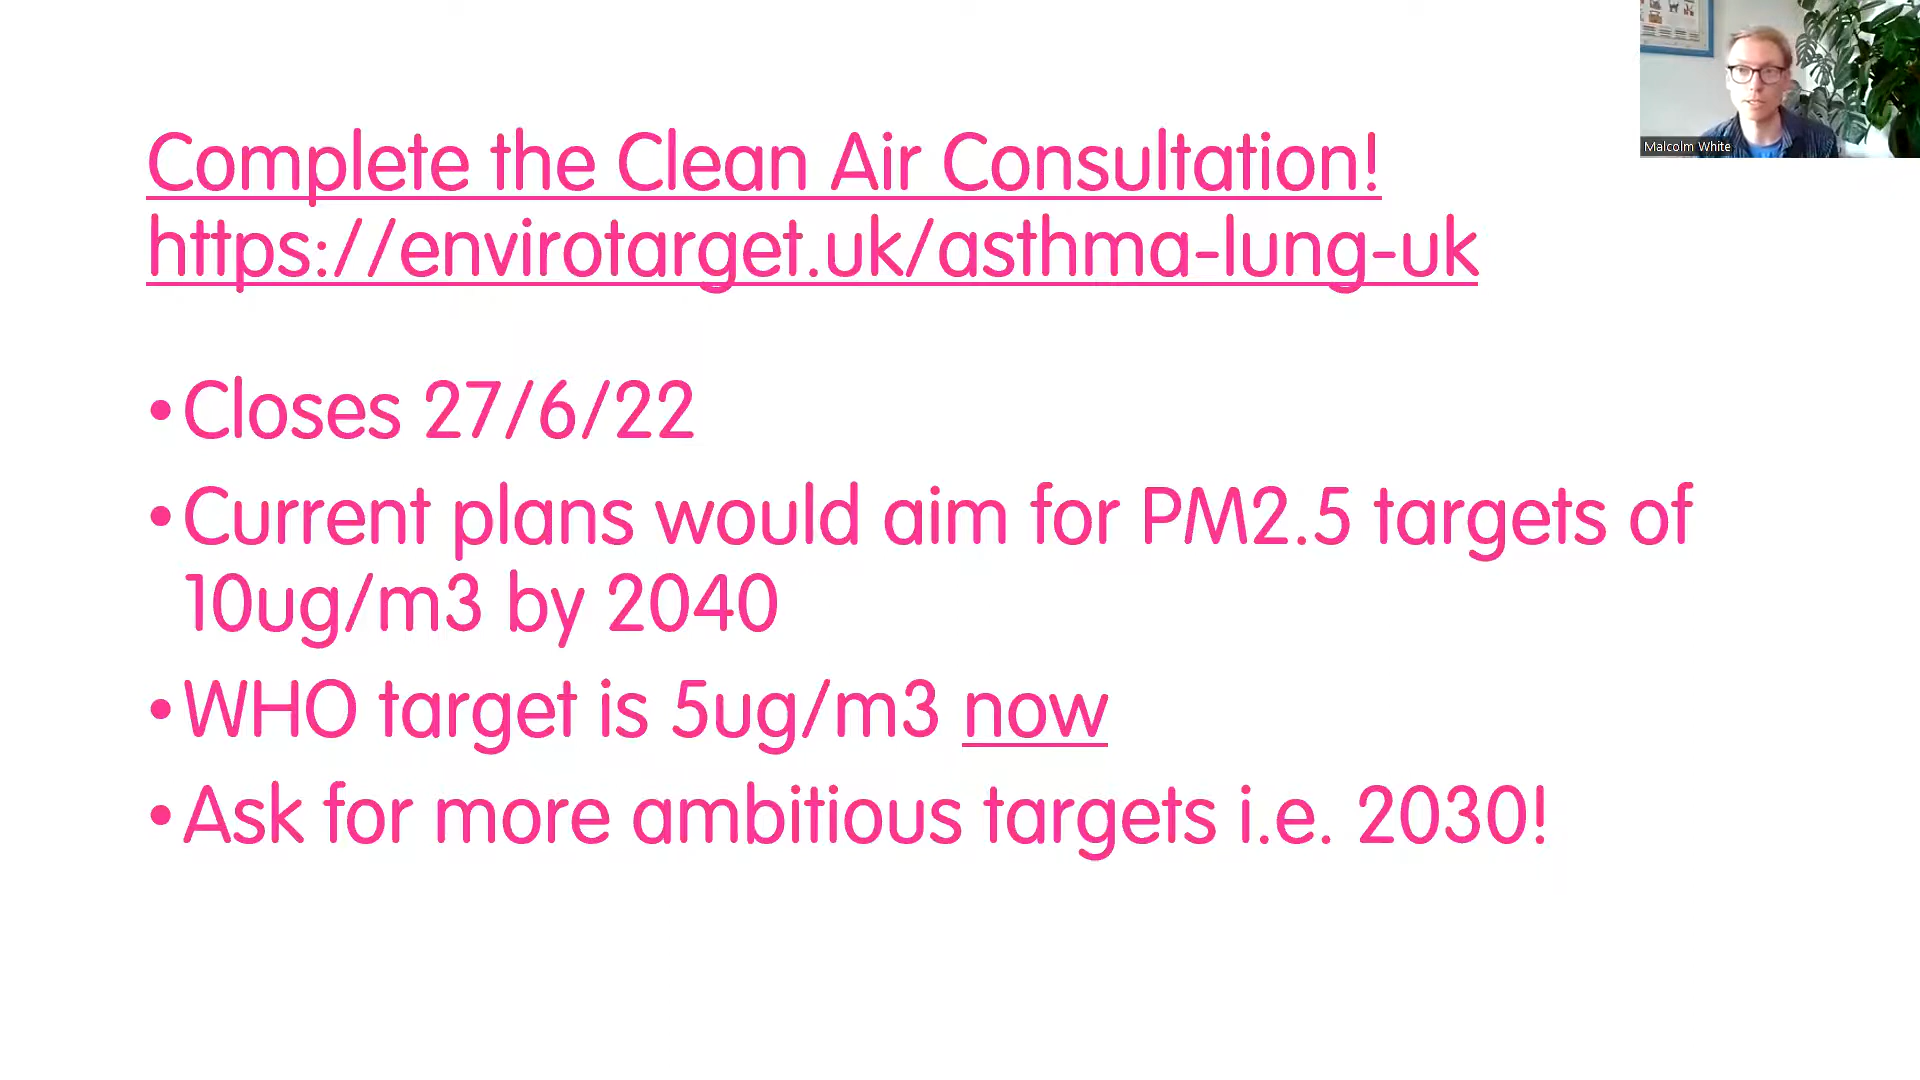 Complete the Clean Air Consultation!
https://envirotarget.uk/asthma-lung-uk
•Closes 27/6/22
•Current plans would aim for PM2.5 targets of
10ug/m3 by 2040
•WHO target is 5ug/m3 now
•Ask for more ambitious targets i.e. 2030!
Malcolm White